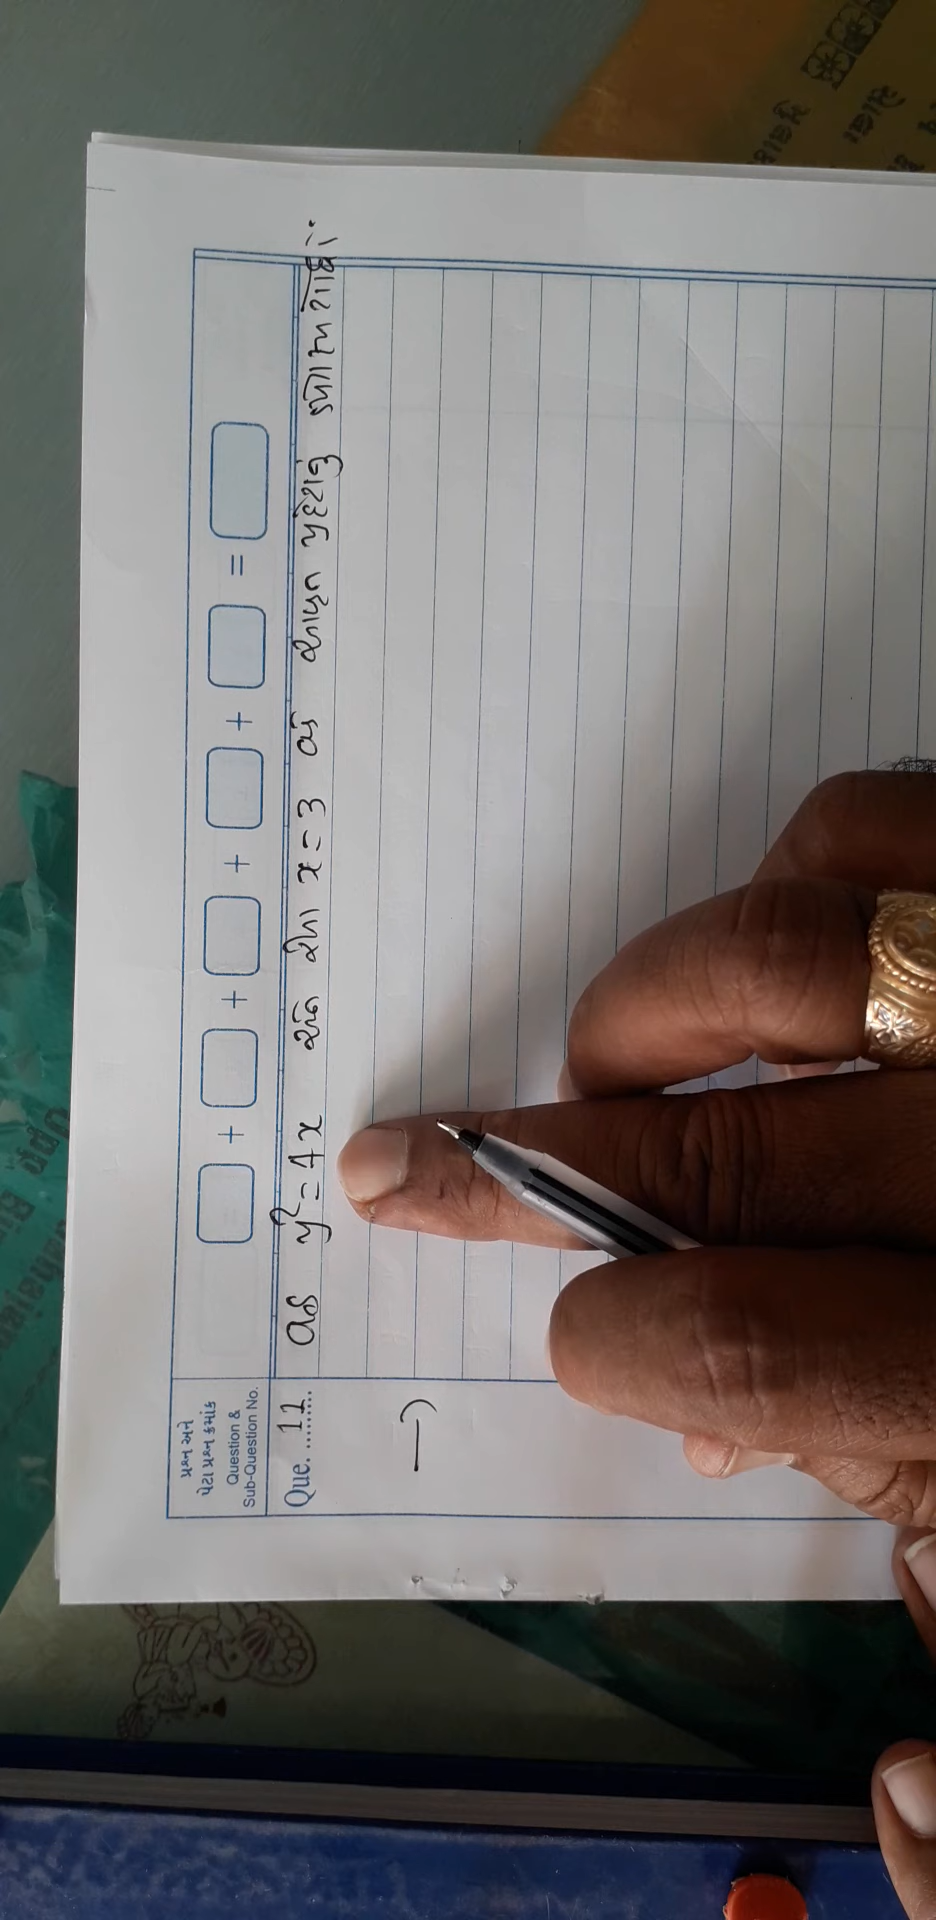 પ્રશ્ન અને
પેટા પ્રશ્ન ક્રમાંક
Question &
Sub-Question No.
+ + + + + =
Que. ...11...
વક્ર y² = 4x અને રેખા x = 3 વડે આવૃત પ્રદેશનું ક્ષેત્રફળ શોધો.